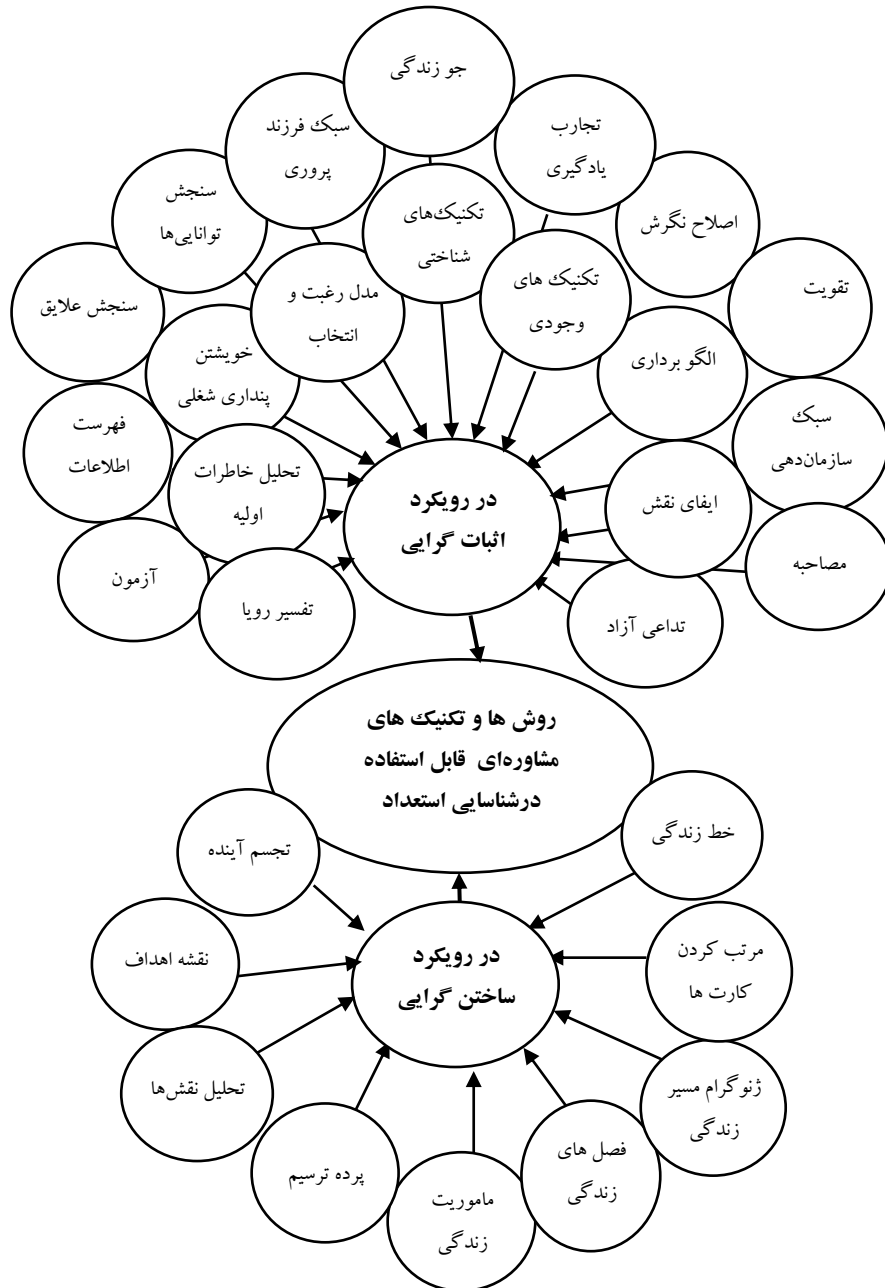 جو زندگی
تجارب
یادگیری
سبک فرزند
پروری
اصلاح نگرش
سنجش
توانایی‌ها
تکنیک‌های
شناختی
تقویت
سنجش علایق
مدل رغبت و
انتخاب
تکنیک های
وجودی
الگو برداری
خویشتن
پنداری شغلی
سبک
سازمان‌دهی
فهرست
اطلاعات
تحلیل خاطرات
اولیه
در رویکرد
اثبات گرایی
ایفای نقش
مصاحبه
آزمون
تفسیر رویا
تداعی آزاد
روش ها و تکنیک های
مشاوره‌ای قابل استفاده
درشناسایی استعداد
خط زندگی
تجسم آینده
مرتب کردن
کارت ها
در رویکرد
ساختن گرایی
نقشه اهداف
ژنوگرام مسیر
زندگی
تحلیل نقش‌ها
فصل های
زندگی
پرده ترسیم
ماموریت
زندگی